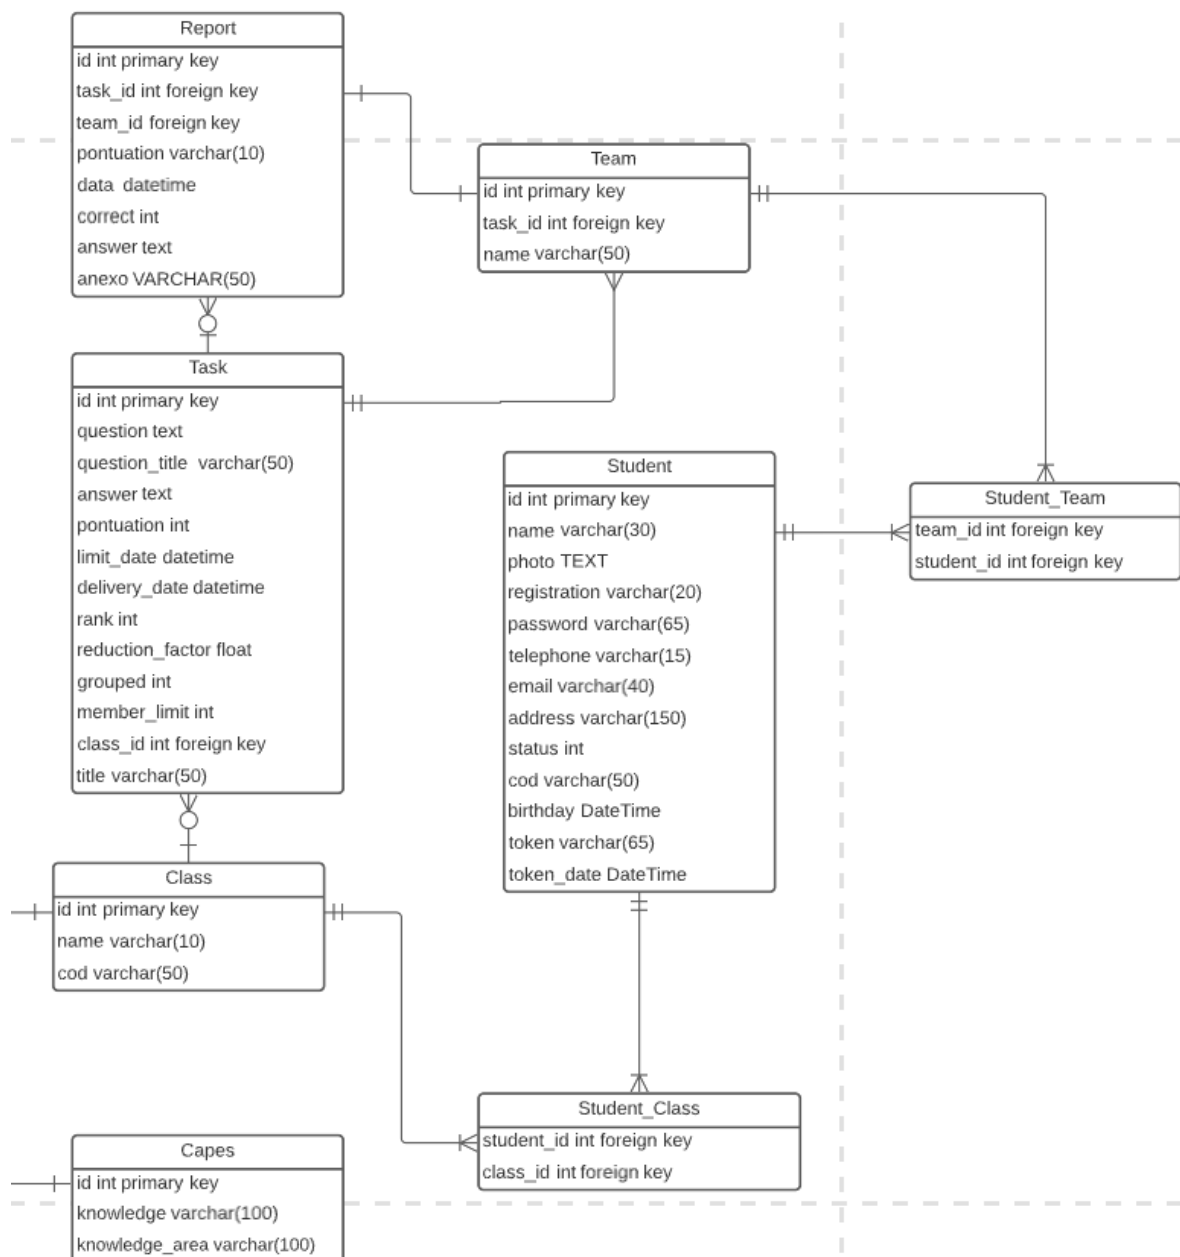 Report
id int primary key
task_id int foreign key
team_id foreign key
pontuation varchar(10)
data datetime
correct int
answer text
anexo VARCHAR(50)
Team
id int primary key
task_id int foreign key
name varchar(50)
Task
id int primary key
question text
question_title varchar(50)
answer text
pontuation int
limit_date datetime
delivery_date datetime
rank int
reduction_factor float
grouped int
member_limit int
class_id int foreign key
title varchar(50)
Student
id int primary key
name varchar(30)
photo TEXT
registration varchar(20)
password varchar(65)
telephone varchar(15)
email varchar(40)
address varchar(150)
status int
cod varchar(50)
birthday DateTime
token varchar(65)
token_date DateTime
Student_Team
team_id int foreign key
student_id int foreign key
Class
id int primary key
name varchar(10)
cod varchar(50)
Student_Class
student_id int foreign key
class_id int foreign key
Capes
id int primary key
knowledge varchar(100)
knowledge_area varchar(100)